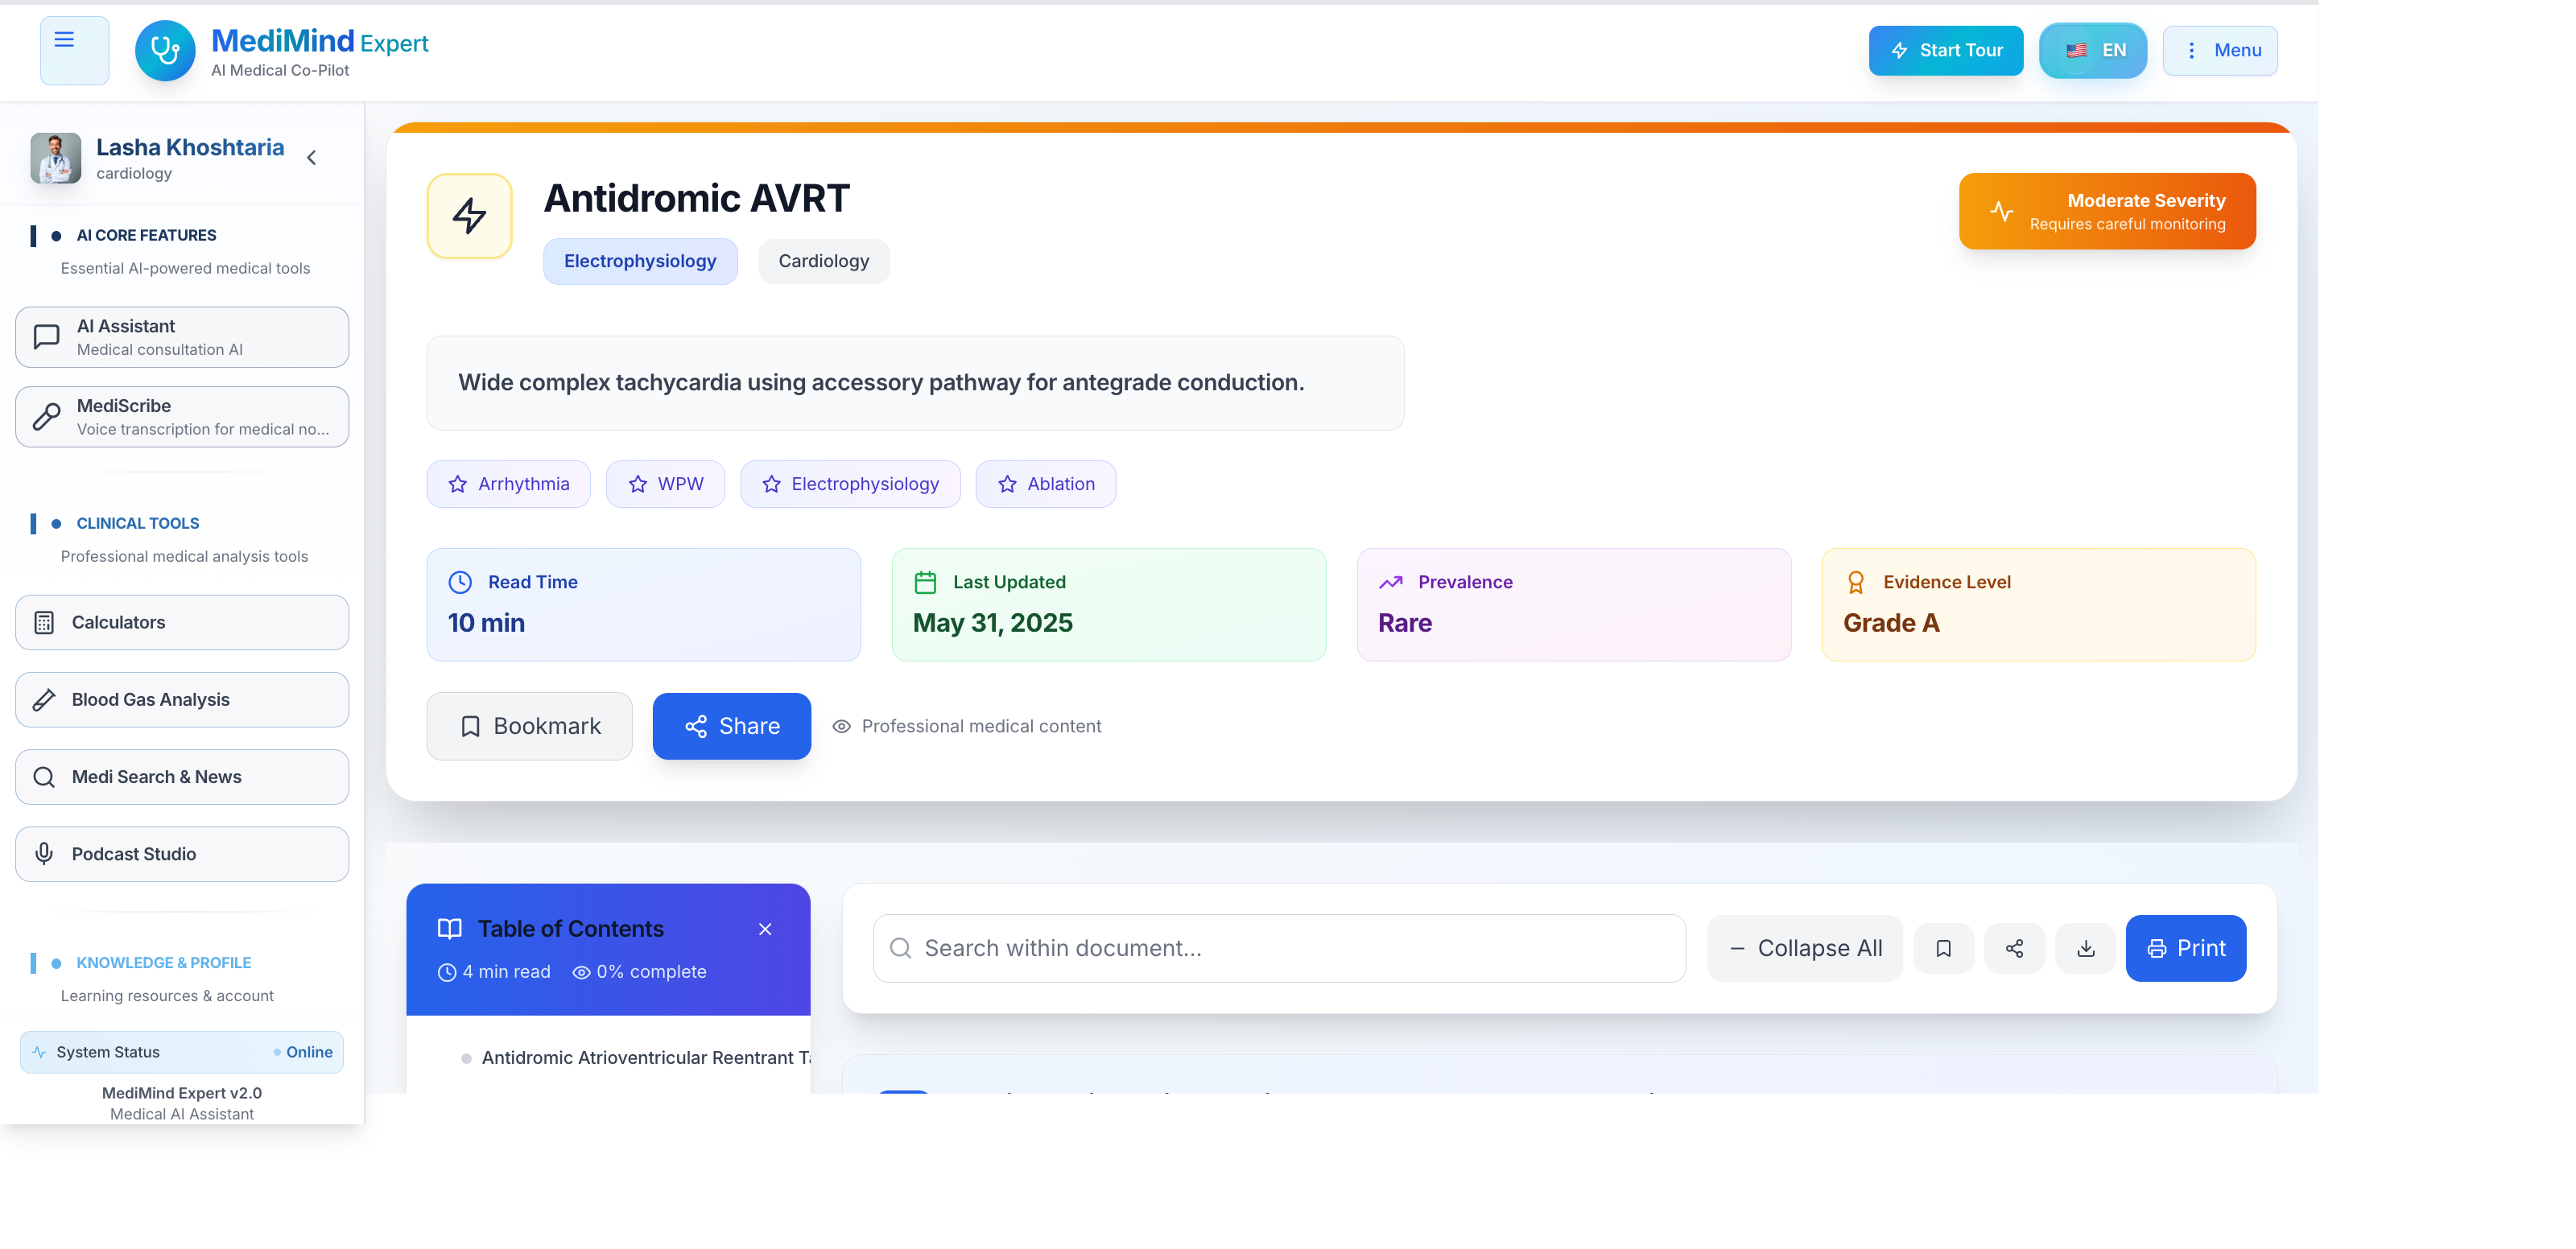 MediMind Expert
AI Medical Co-Pilot
Start Tour
EN
Menu
Lasha Khoshtaria
cardiology
AI CORE FEATURES
Essential AI-powered medical tools
AI Assistant
Medical consultation AI
MediScribe
Voice transcription for medical no...
CLINICAL TOOLS
Professional medical analysis tools
Calculators
Blood Gas Analysis
Medi Search & News
Podcast Studio
KNOWLEDGE & PROFILE
Learning resources & account
System Status
Online
MediMind Expert v2.0
Medical AI Assistant
Antidromic AVRT
Electrophysiology
Cardiology
Moderate Severity
Requires careful monitoring
Wide complex tachycardia using accessory pathway for antegrade conduction.
Arrhythmia
WPW
Electrophysiology
Ablation
Read Time
10 min
Last Updated
May 31, 2025
Prevalence
Rare
Evidence Level
Grade A
Bookmark
Share
Professional medical content
Table of Contents
4 min read
0% complete
Antidromic Atrioventricular Reentrant
Search within document...
Collapse All
Print